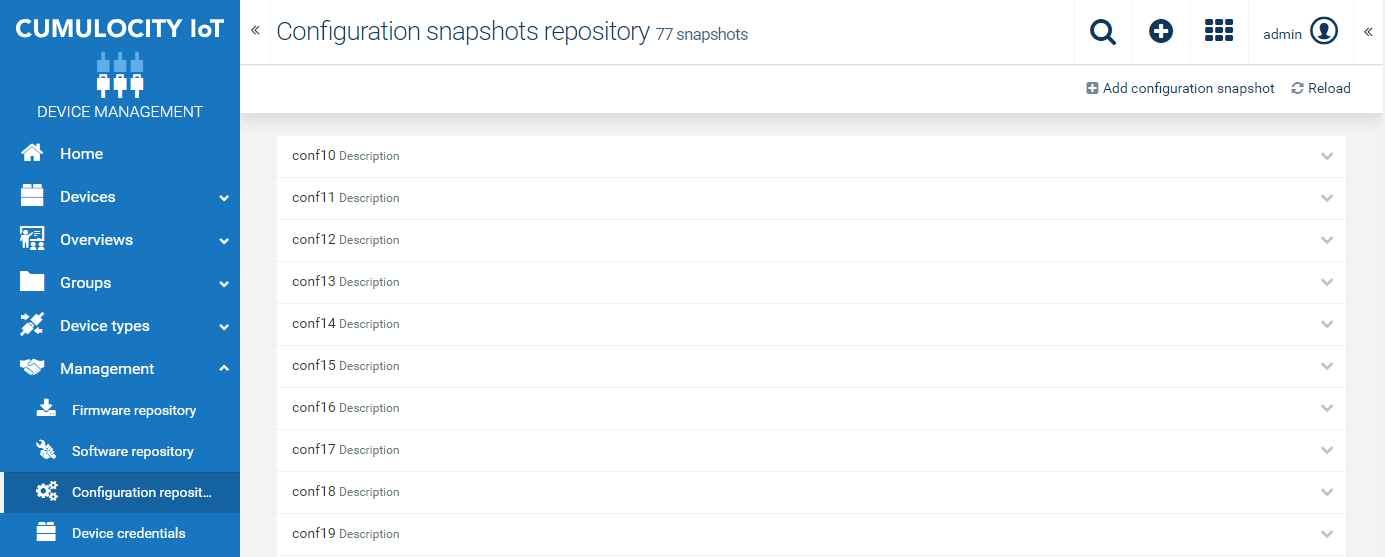 CUMULOCITY IoT
DEVICE MANAGEMENT
Home
Devices
Overviews
Groups
Device types
Management
Firmware repository
Software repository
Configuration reposit...
Device credentials
Configuration snapshots repository 77 snapshots
admin
Add configuration snapshot Reload
conf10 Description
conf11 Description
conf12 Description
conf13 Description
conf14 Description
conf15 Description
conf16 Description
conf17 Description
conf18 Description
conf19 Description